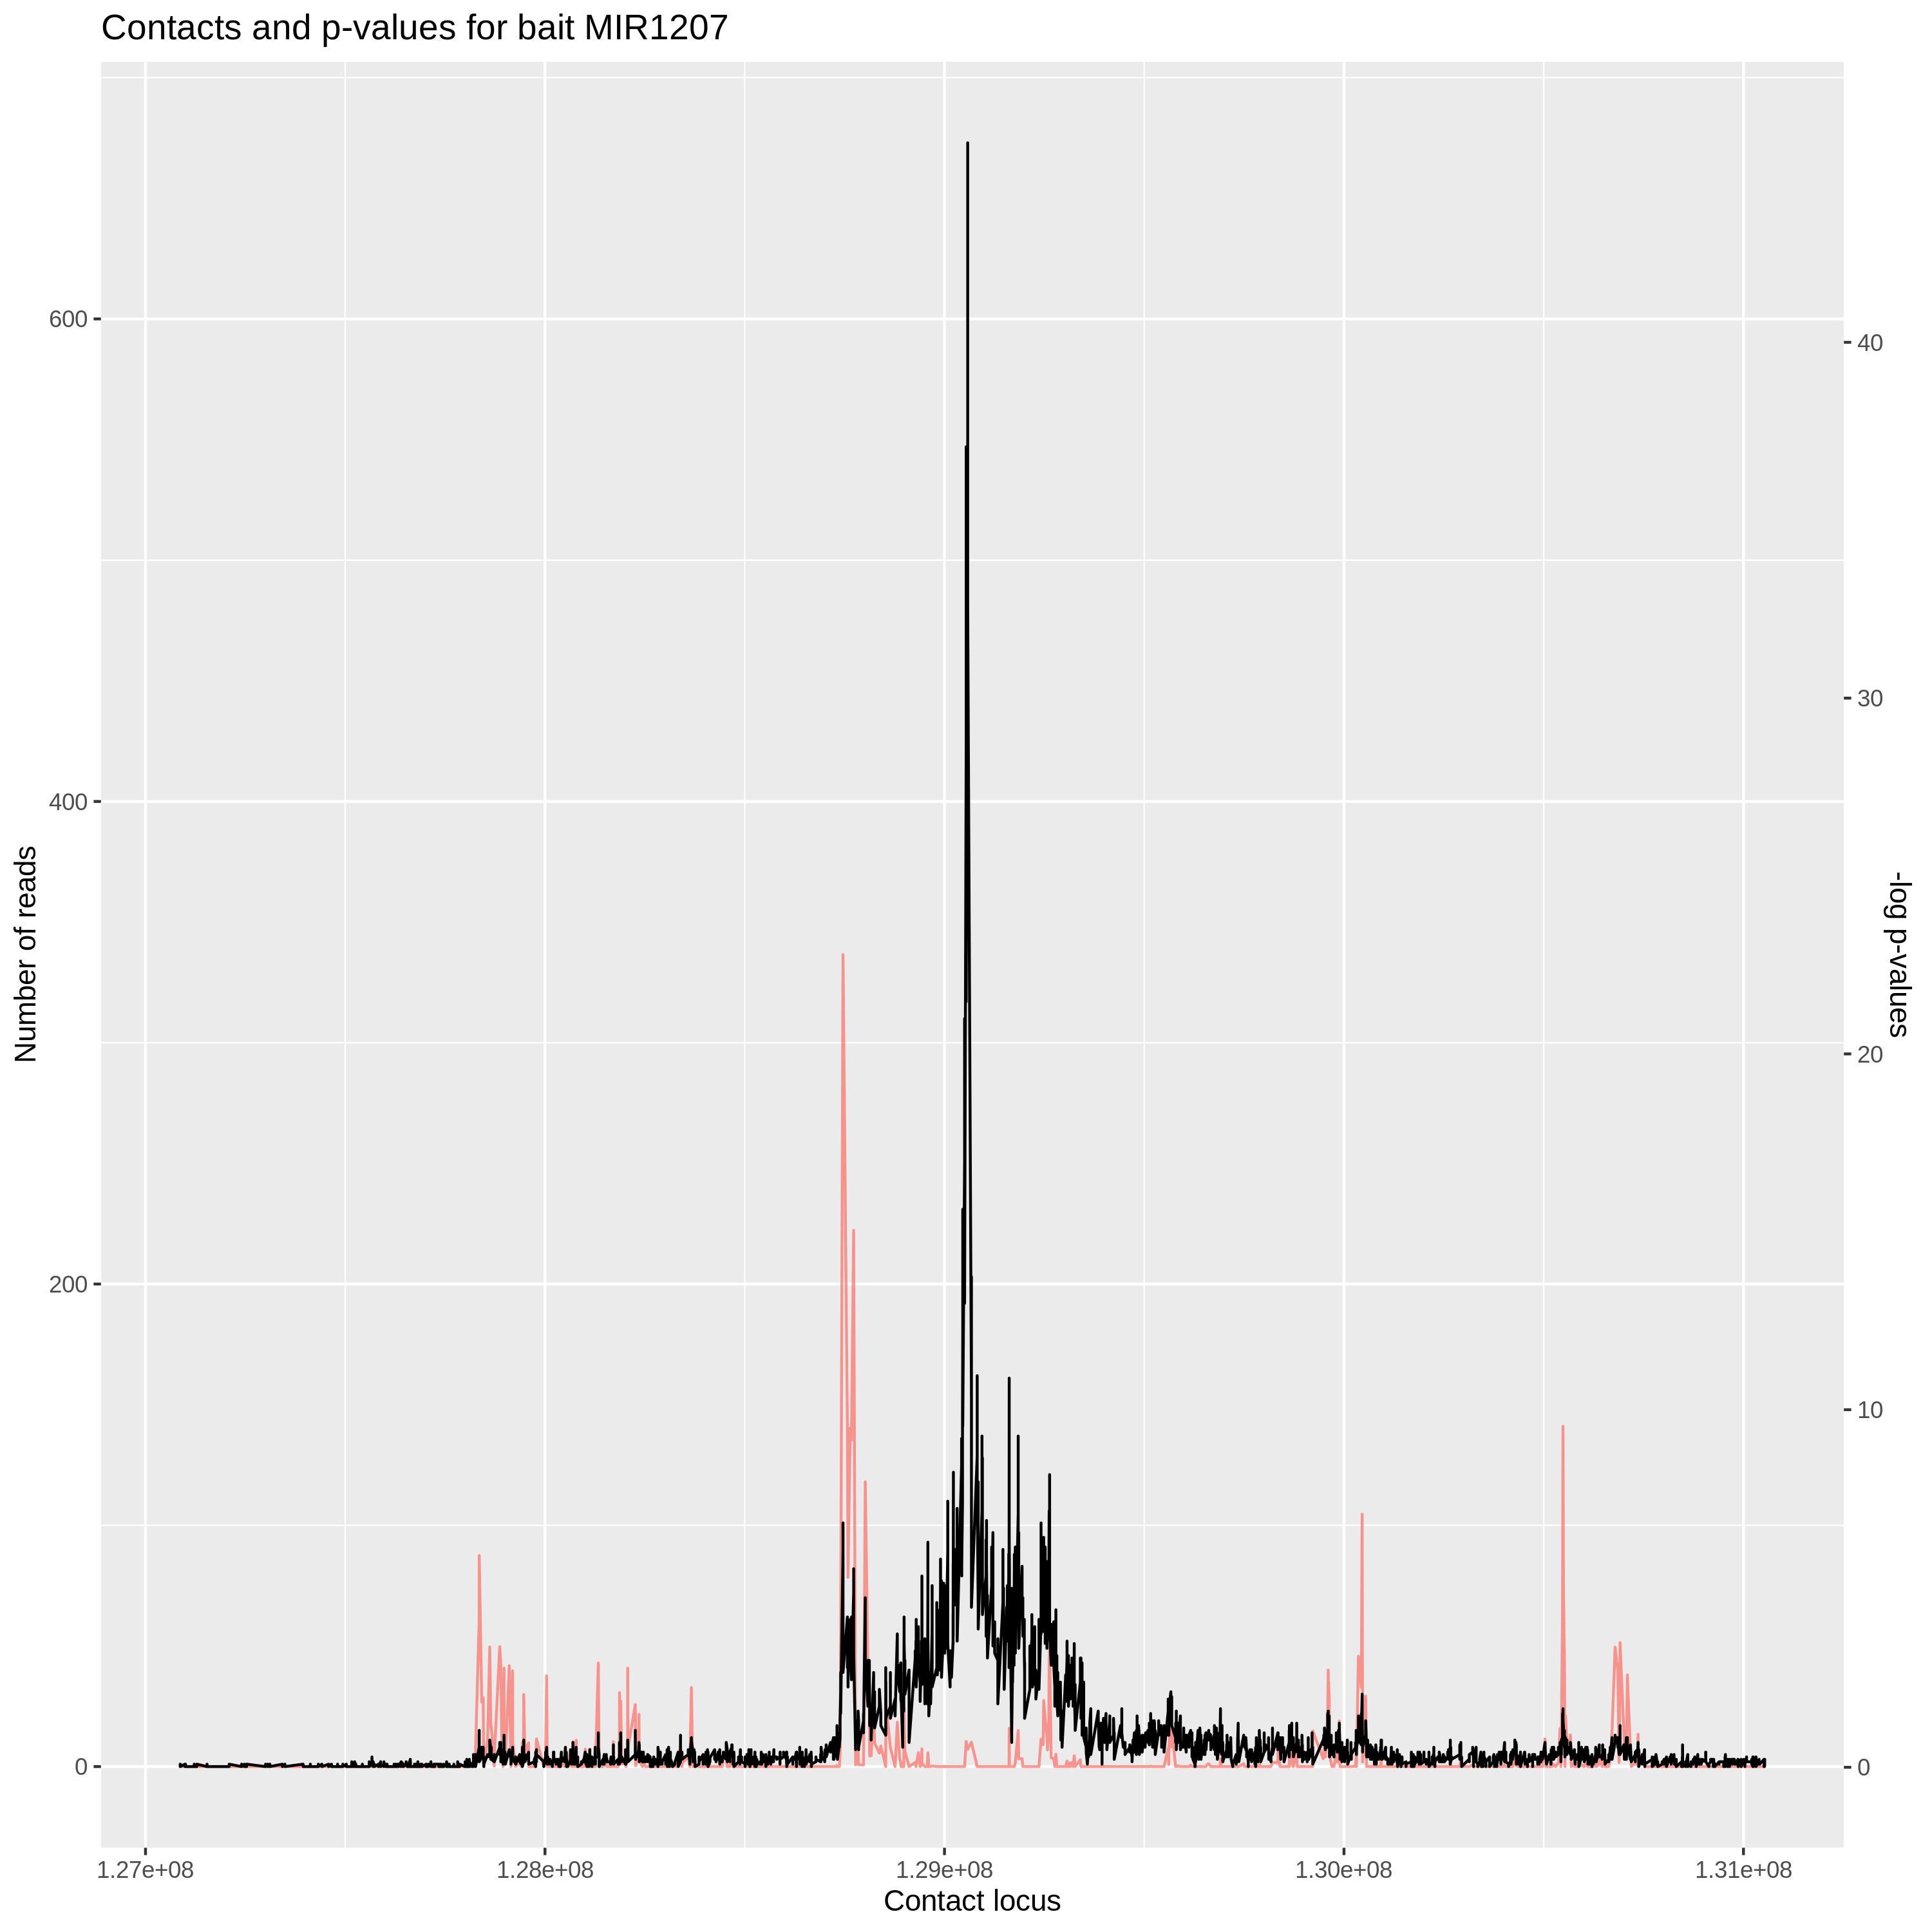 Contacts and p-values for bait MIR1207
600
400
200
0
40
30
20
10
0
Number of reads
-log p-values
1.27e+08 1.28e+08 1.29e+08 1.30e+08 1.31e+08
Contact locus